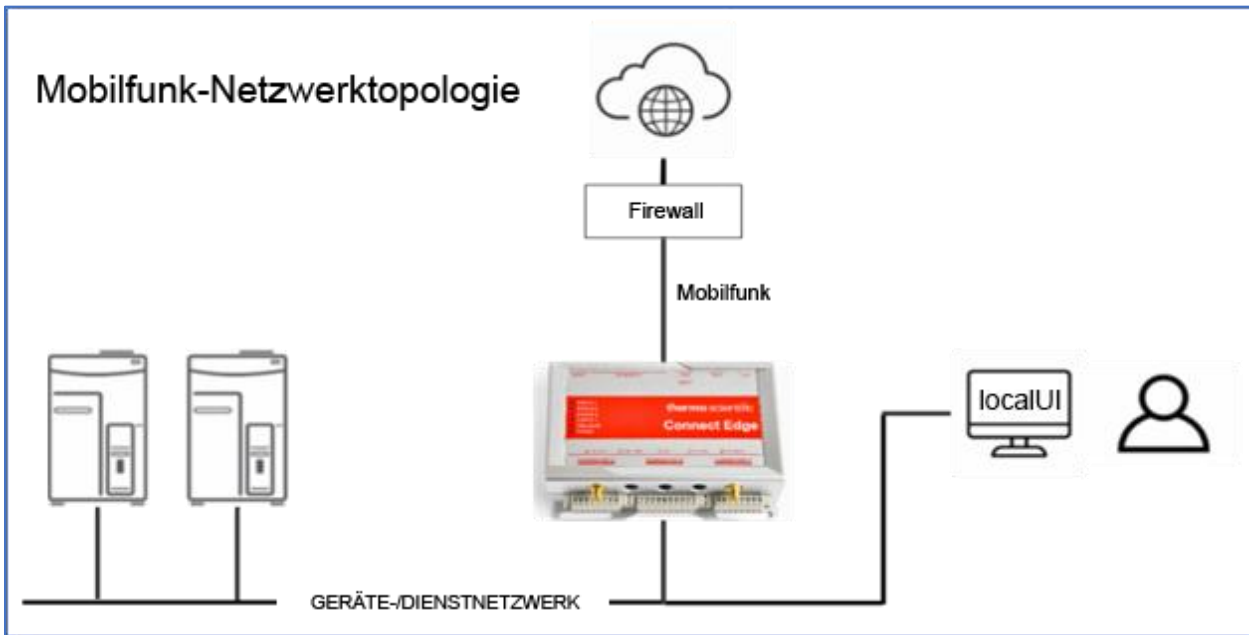 Mobilfunk-Netzwerktopologie
Firewall
Mobilfunk
thermo scientific
Connect Edge
localUI
GERÄTE-/DIENSTNETZWERK